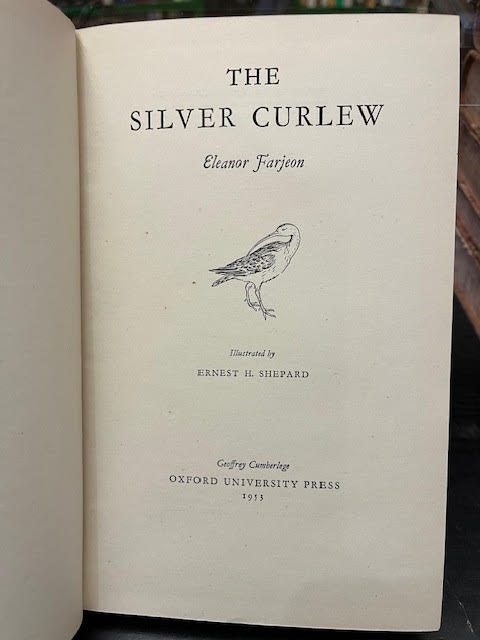 THE
SILVER CURLEW
Eleanor Farjeon
Illustrated by
ERNEST H. SHEPARD
Geoffrey Cumberlege
OXFORD UNIVERSITY PRESS
1953